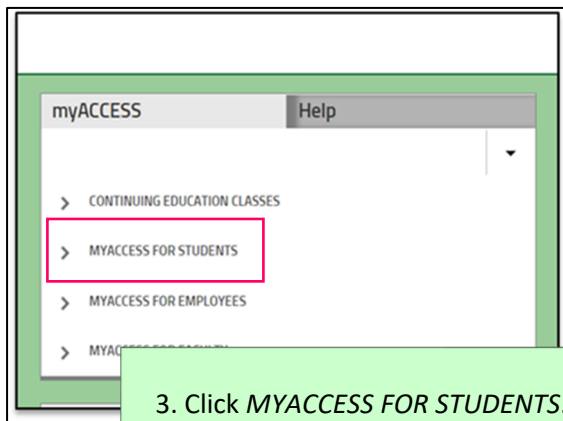 myACCESS Help
CONTINUING EDUCATION CLASSES
MYACCESS FOR STUDENTS
MYACCESS FOR EMPLOYEES
3. Click MYACCESS FOR STUDENTS.